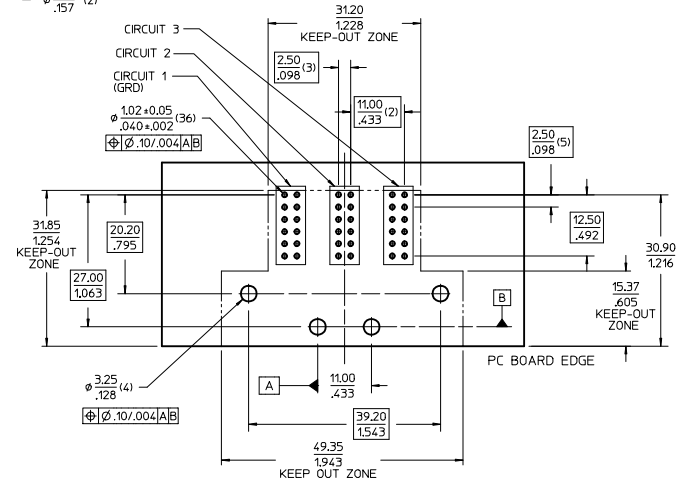 ø .157 (2)
31.20
1.228
KEEP-OUT ZONE
CIRCUIT 3
CIRCUIT 2
CIRCUIT 1
(GRD)
2.50
.098 (3)
11.00
.433 (2)
ø 1.02 ±0.05
.040 ±.002 (36)
⌖ Ø .10/.004 A B
2.50
.098 (5)
31.85
1.254
KEEP-OUT
ZONE
20.20
.795
27.00
1.063
12.50
.492
30.90
1.216
15.37
.605
KEEP-OUT
ZONE
B
PC BOARD EDGE
ø 3.25
.128 (4)
⌖ Ø .10/.004 A B
A
11.00
.433
39.20
1.543
49.35
1.943
KEEP OUT ZONE